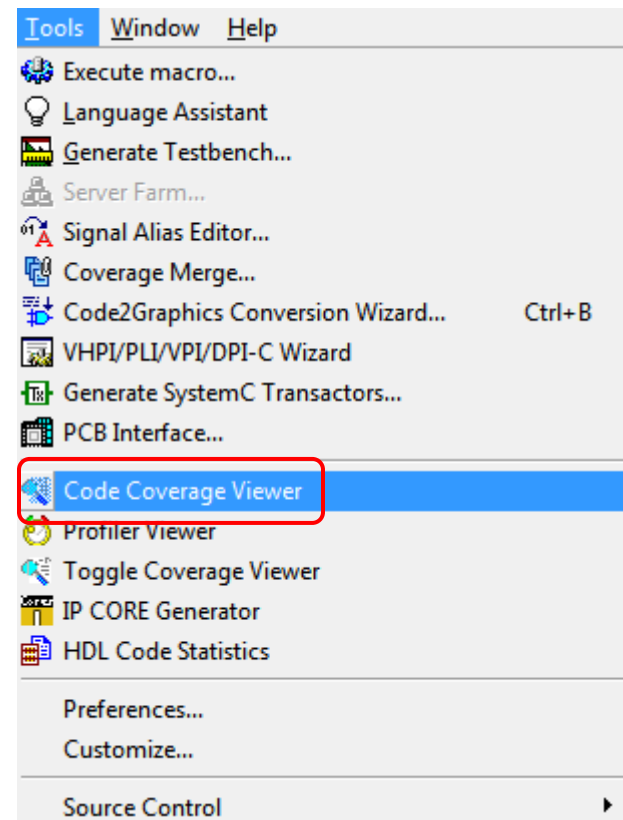 Tools Window Help
Execute macro...
Language Assistant
Generate Testbench...
Server Farm...
Signal Alias Editor...
Coverage Merge...
Code2Graphics Conversion Wizard... Ctrl+B
VHPI/PLI/VPI/DPI-C Wizard
Generate SystemC Transactors...
PCB Interface...
Code Coverage Viewer
Profiler Viewer
Toggle Coverage Viewer
IP CORE Generator
HDL Code Statistics
Preferences...
Customize...
Source Control